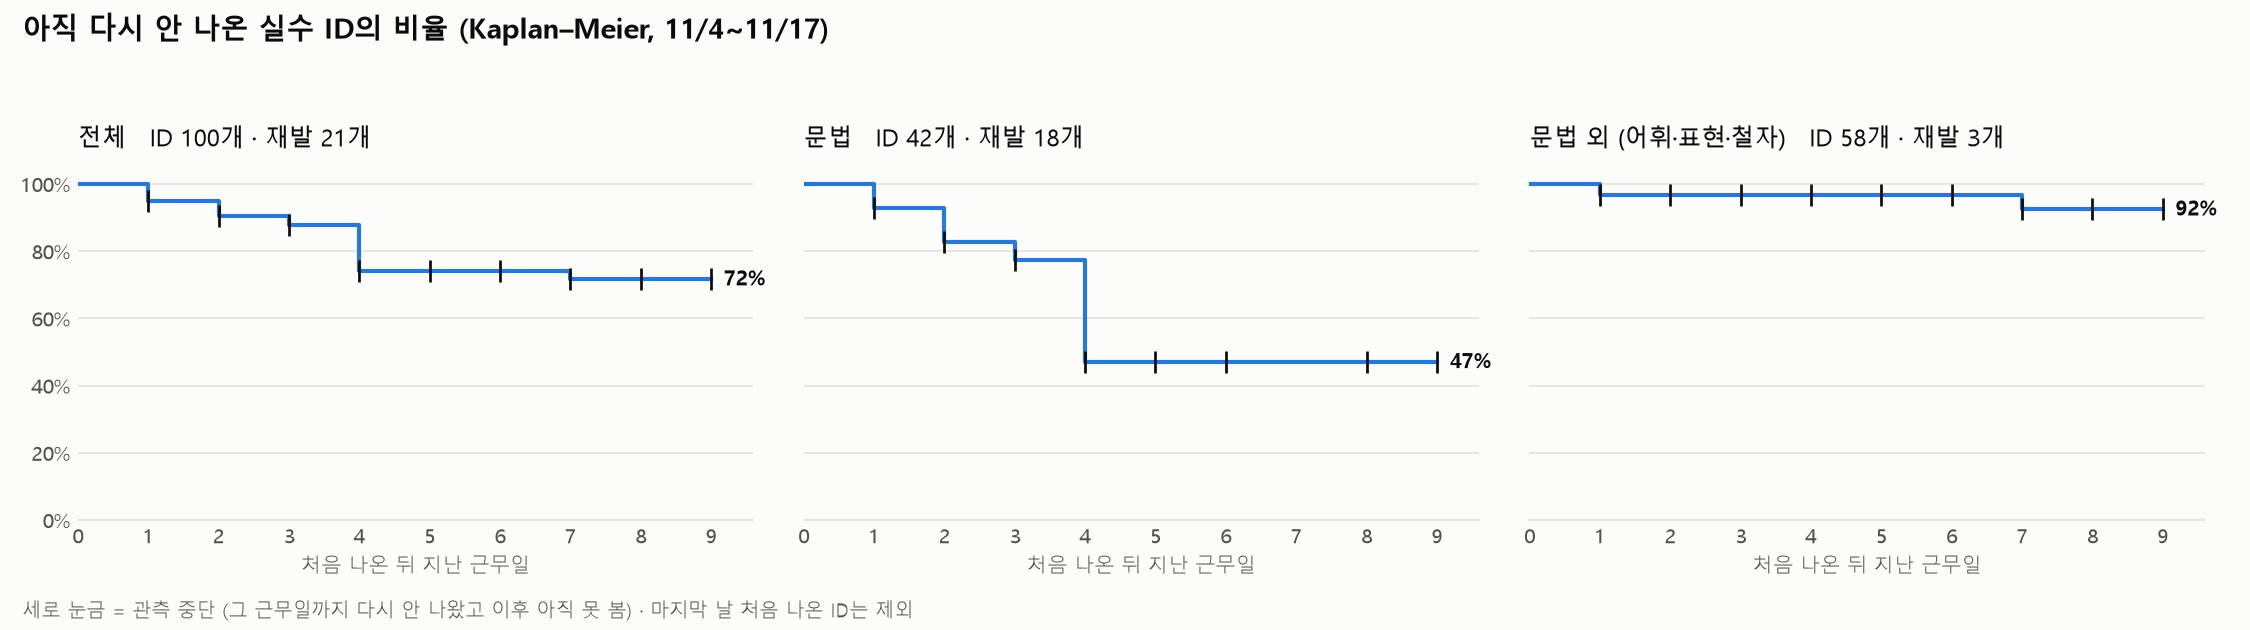 아직 다시 안 나온 실수 ID의 비율 (Kaplan–Meier, 11/4~11/17)
전체 ID 100개 · 재발 21개
100%
80%
60%
40%
20%
0%
72%
0 1 2 3 4 5 6 7 8 9
처음 나온 뒤 지난 근무일
문법 ID 42개 · 재발 18개
47%
0 1 2 3 4 5 6 7 8 9
처음 나온 뒤 지난 근무일
문법 외 (어휘·표현·철자) ID 58개 · 재발 3개
92%
0 1 2 3 4 5 6 7 8 9
처음 나온 뒤 지난 근무일
세로 눈금 = 관측 중단 (그 근무일까지 다시 안 나왔고 이후 아직 못 봄) · 마지막 날 처음 나온 ID는 제외